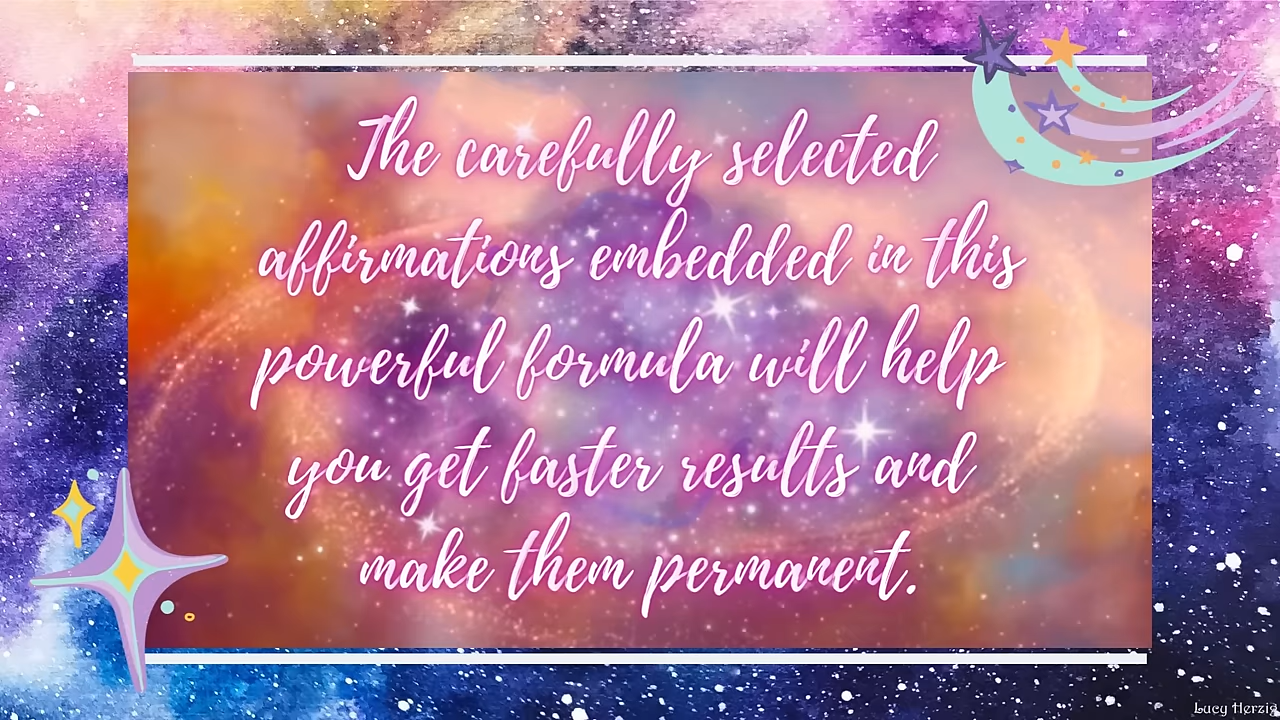 The carefully selected
affirmations embedded in this
powerful formula will help
you get faster results and
make them permanent.
Lucy Herzig